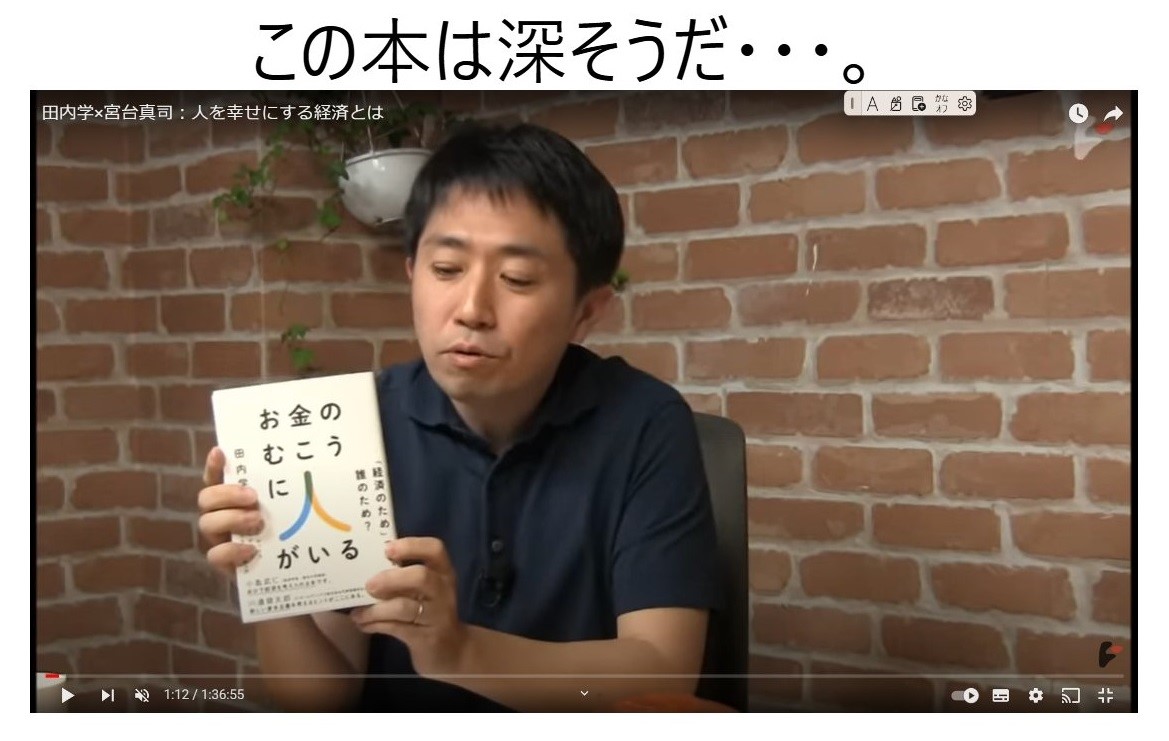 この本は深そうだ・・・。
田内学×宮台真司：人を幸せにする経済とは
A
かな
オフ
お金の
むこう
に人
がいる
田内学
「経済のため」
誰のため？
1:12 / 1:36:55